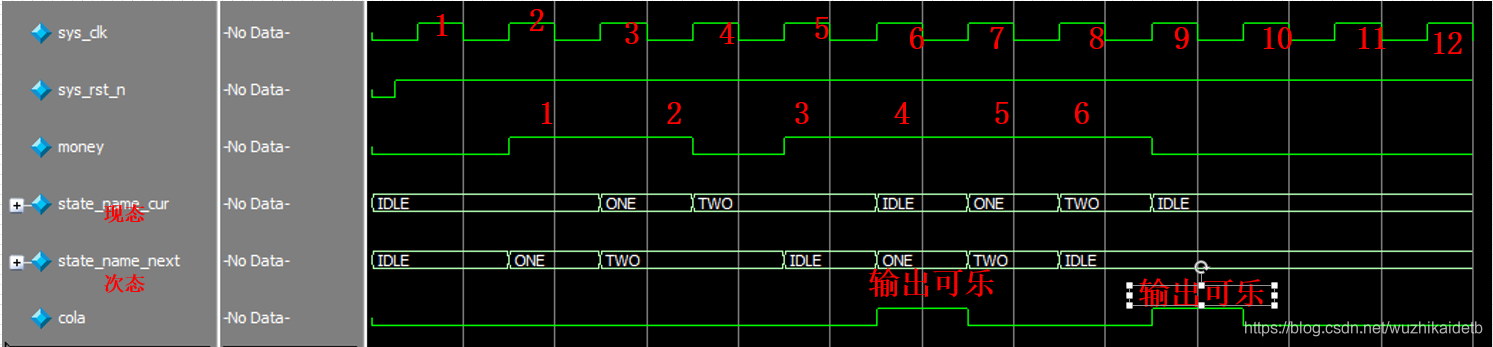 sys_clk -No Data- 1 2 3 4 5 6 7 8 9 10 11 12
sys_rst_n -No Data-
1 2 3 4 5 6
money -No Data-
state_name_cur -No Data- IDLE ONE TWO IDLE ONE TWO IDLE
现态
state_name_next -No Data- IDLE ONE TWO IDLE ONE TWO IDLE
次态
输出可乐 输出可乐
cola -No Data-
https://blog.csdn.net/wuzhikaidetb